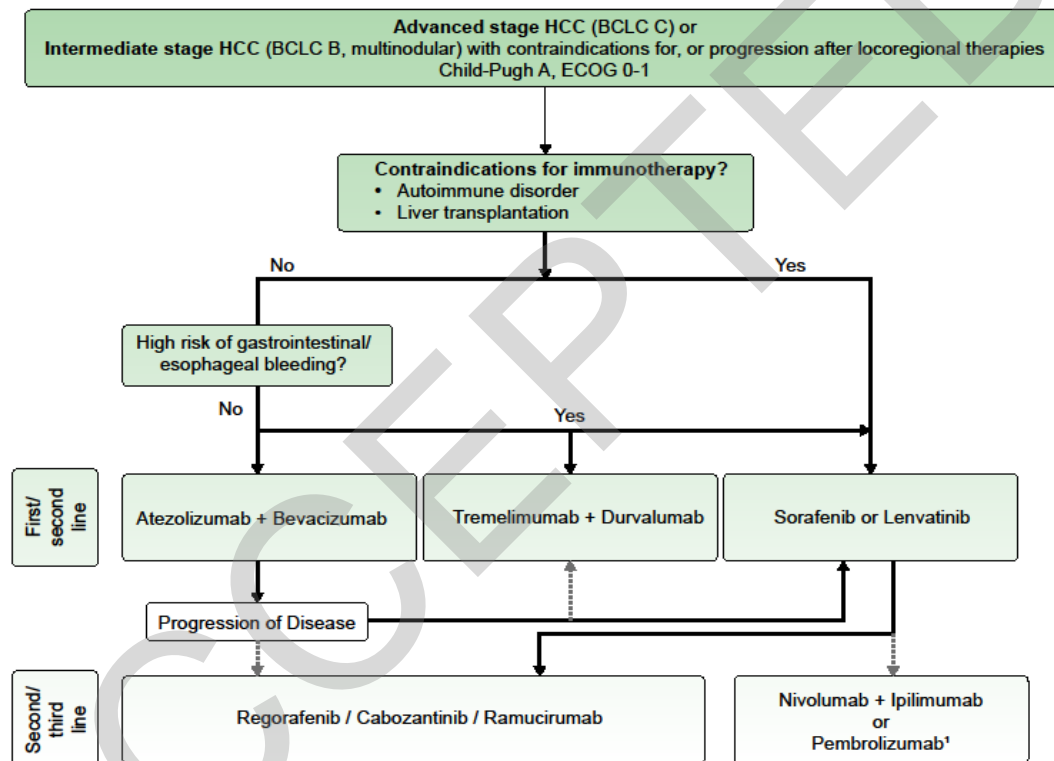 Advanced stage HCC (BCLC C) or
Intermediate stage HCC (BCLC B, multinodular) with contraindications for, or progression after locoregional therapies
Child-Pugh A, ECOG 0-1
Contraindications for immunotherapy?
• Autoimmune disorder
• Liver transplantation
No
Yes
High risk of gastrointestinal/
esophageal bleeding?
No
Yes
First/
second
line
Atezolizumab + Bevacizumab
Tremelimumab + Durvalumab
Sorafenib or Lenvatinib
Progression of Disease
Second/
third
line
Regorafenib / Cabozantinib / Ramucirumab
Nivolumab + Ipilimumab
or
Pembrolizumab¹
CCEPTED